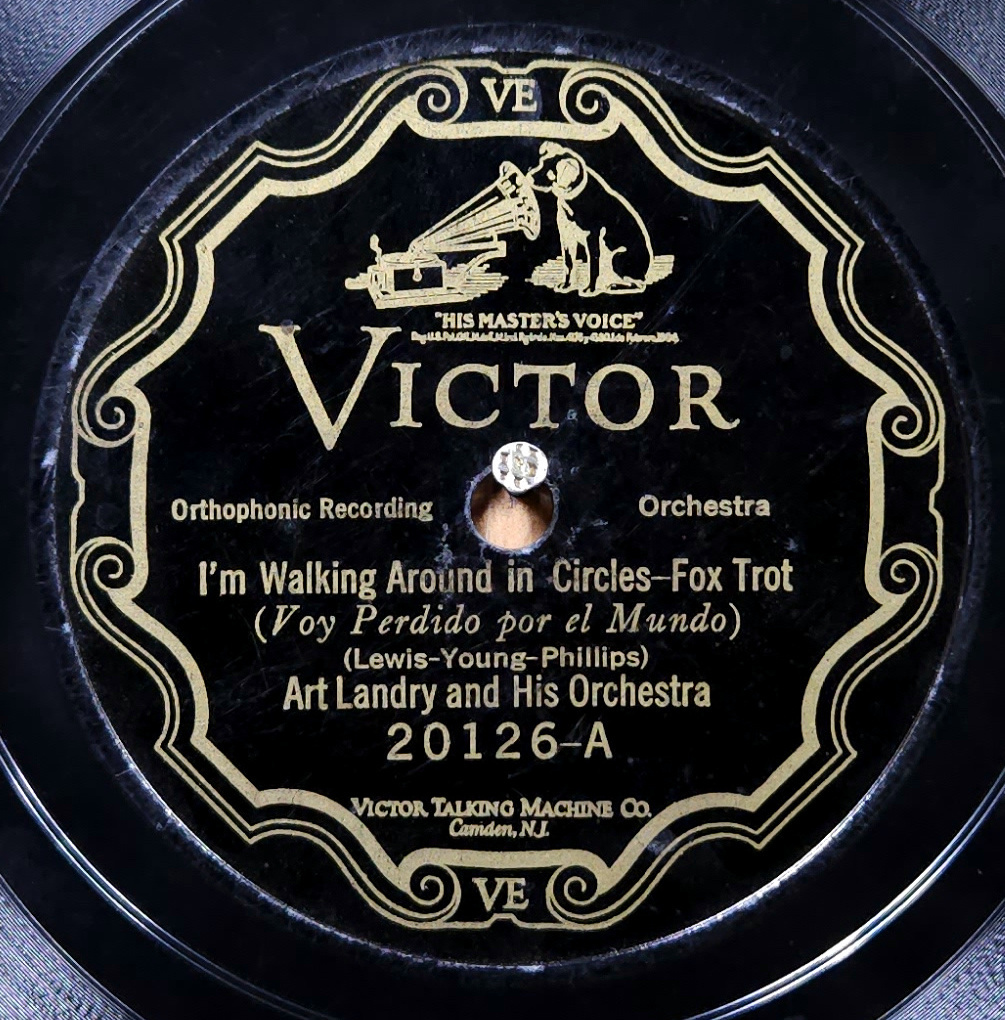 VE
"HIS MASTER'S VOICE"
VICTOR
Orthophonic Recording
Orchestra
I'm Walking Around in Circles–Fox Trot
(Voy Perdido por el Mundo)
(Lewis-Young-Phillips)
Art Landry and His Orchestra
20126-A
VICTOR TALKING MACHINE CO.
Camden, N.J.
VE